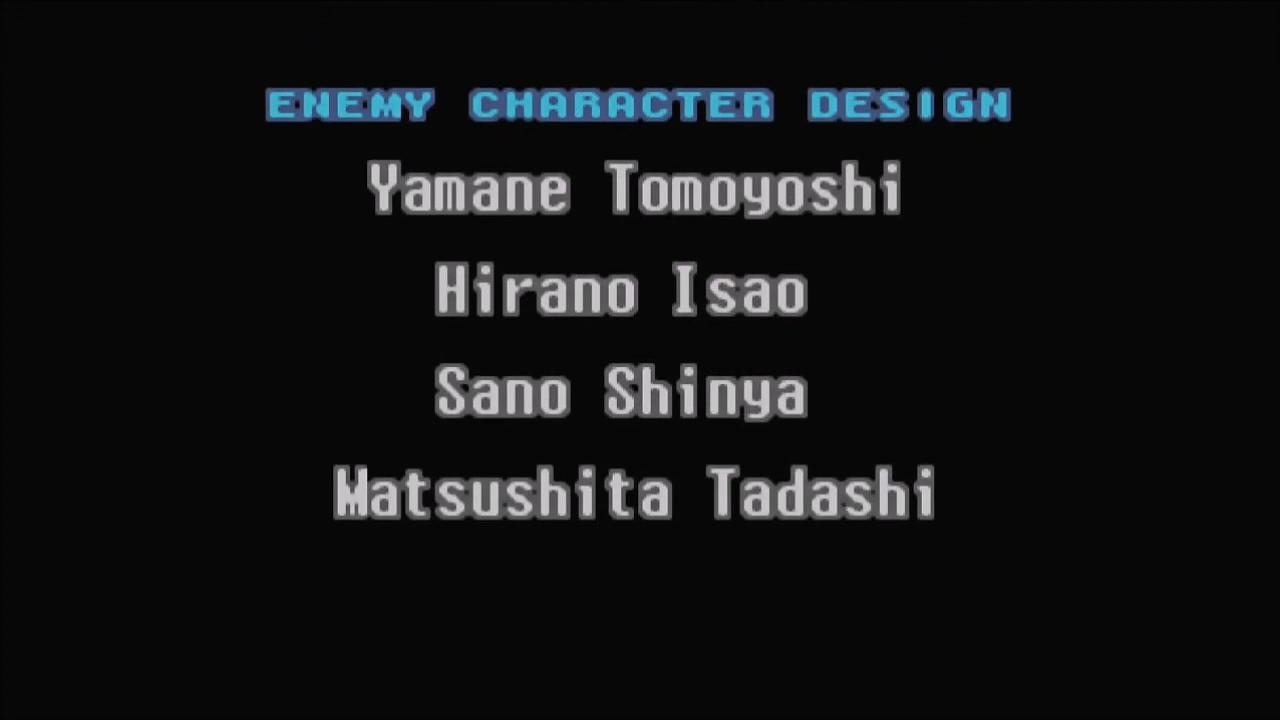 ENEMY CHARACTER DESIGN
Yamane Tomoyoshi
Hirano Isao
Sano Shinya
Matsushita Tadashi